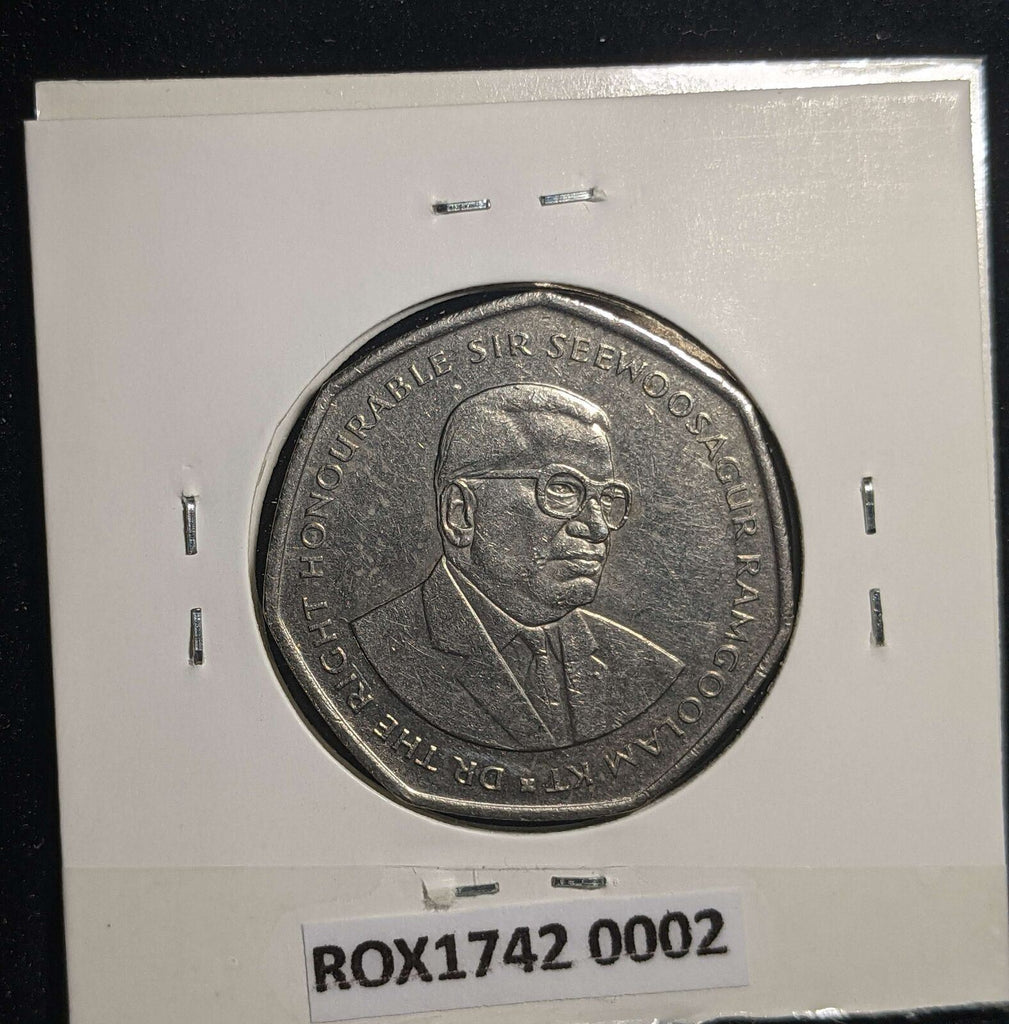 DR THE RIGHT HONOURABLE SIR SEEWOOSAGUR RAMGOOLAM KT
ROX1742 0002